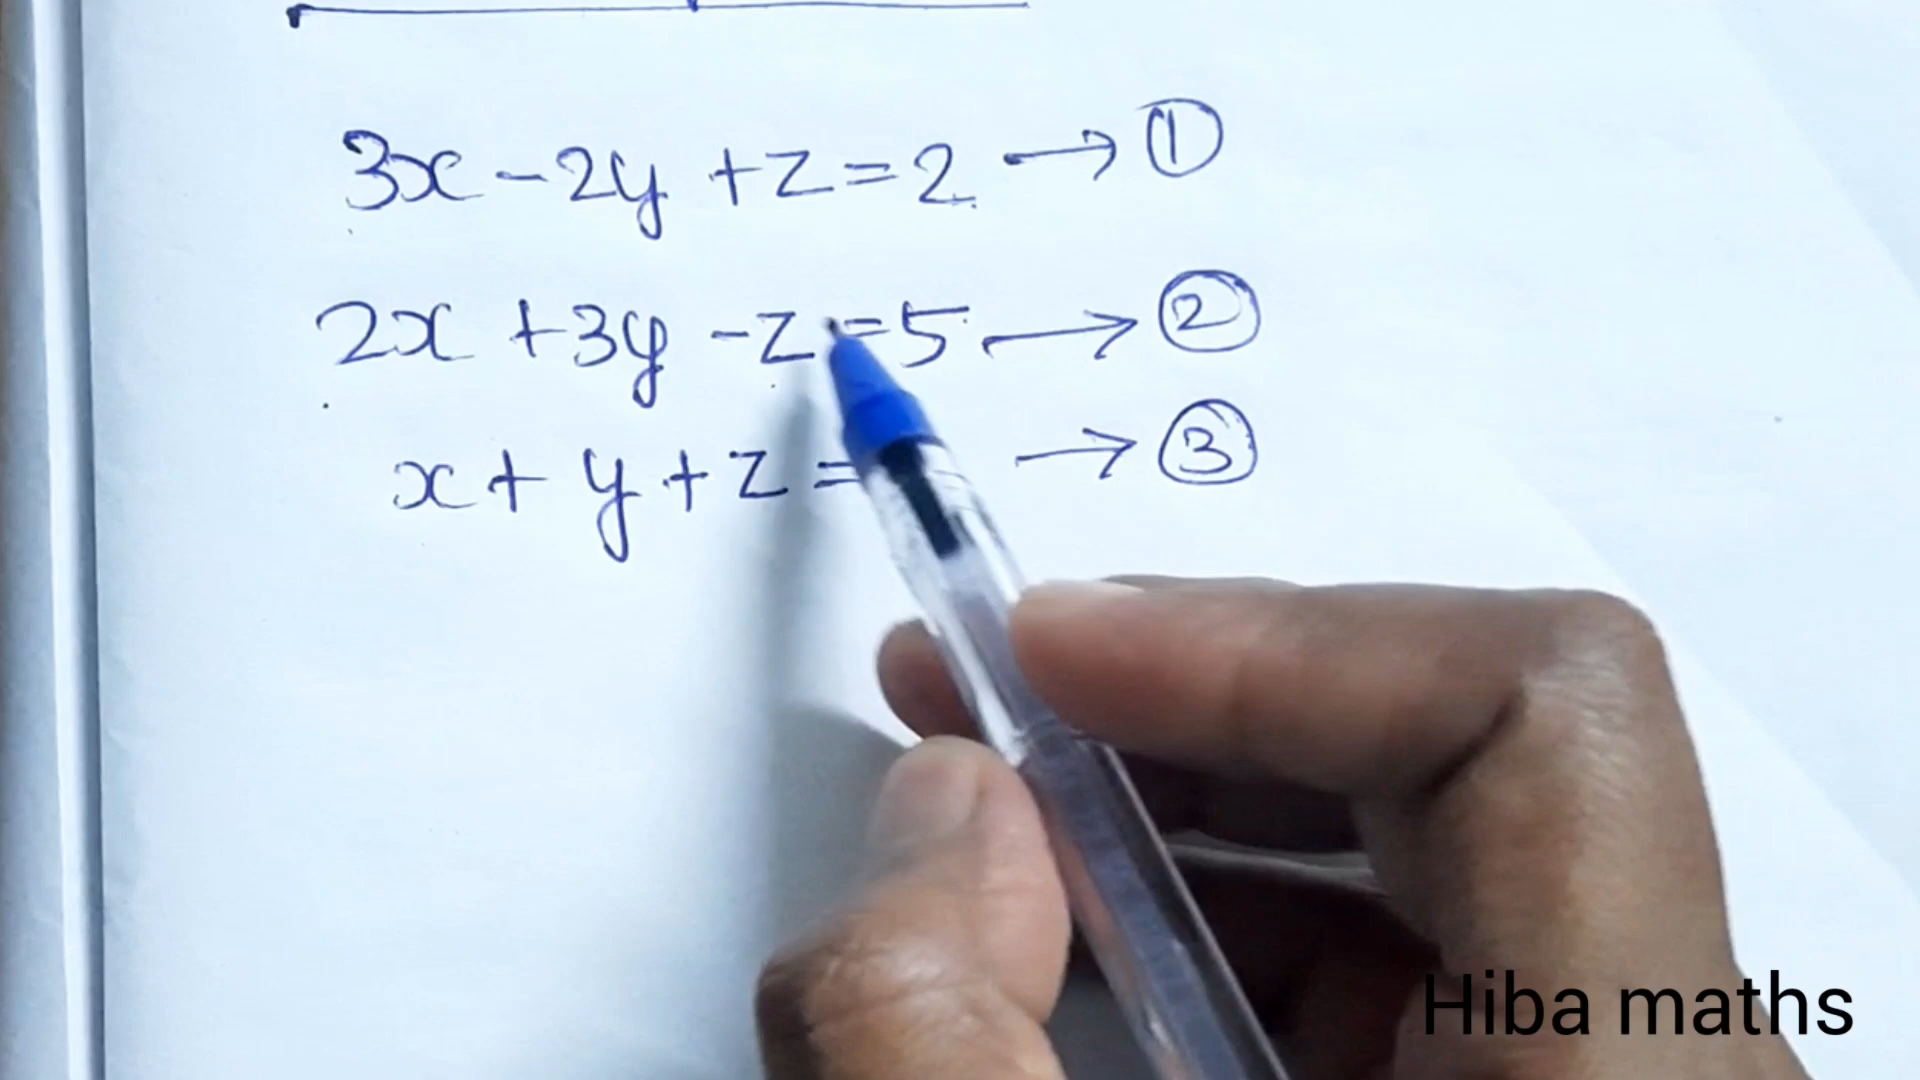 3x - 2y + z = 2 → ①
2x + 3y - z = 5 → ②
x + y + z = → ③
Hiba maths